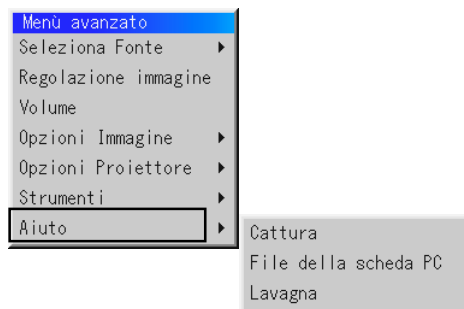 Menù avanzato
Seleziona Fonte
Regolazione immagine
Volume
Opzioni Immagine
Opzioni Proiettore
Strumenti
Aiuto
Cattura
File della scheda PC
Lavagna